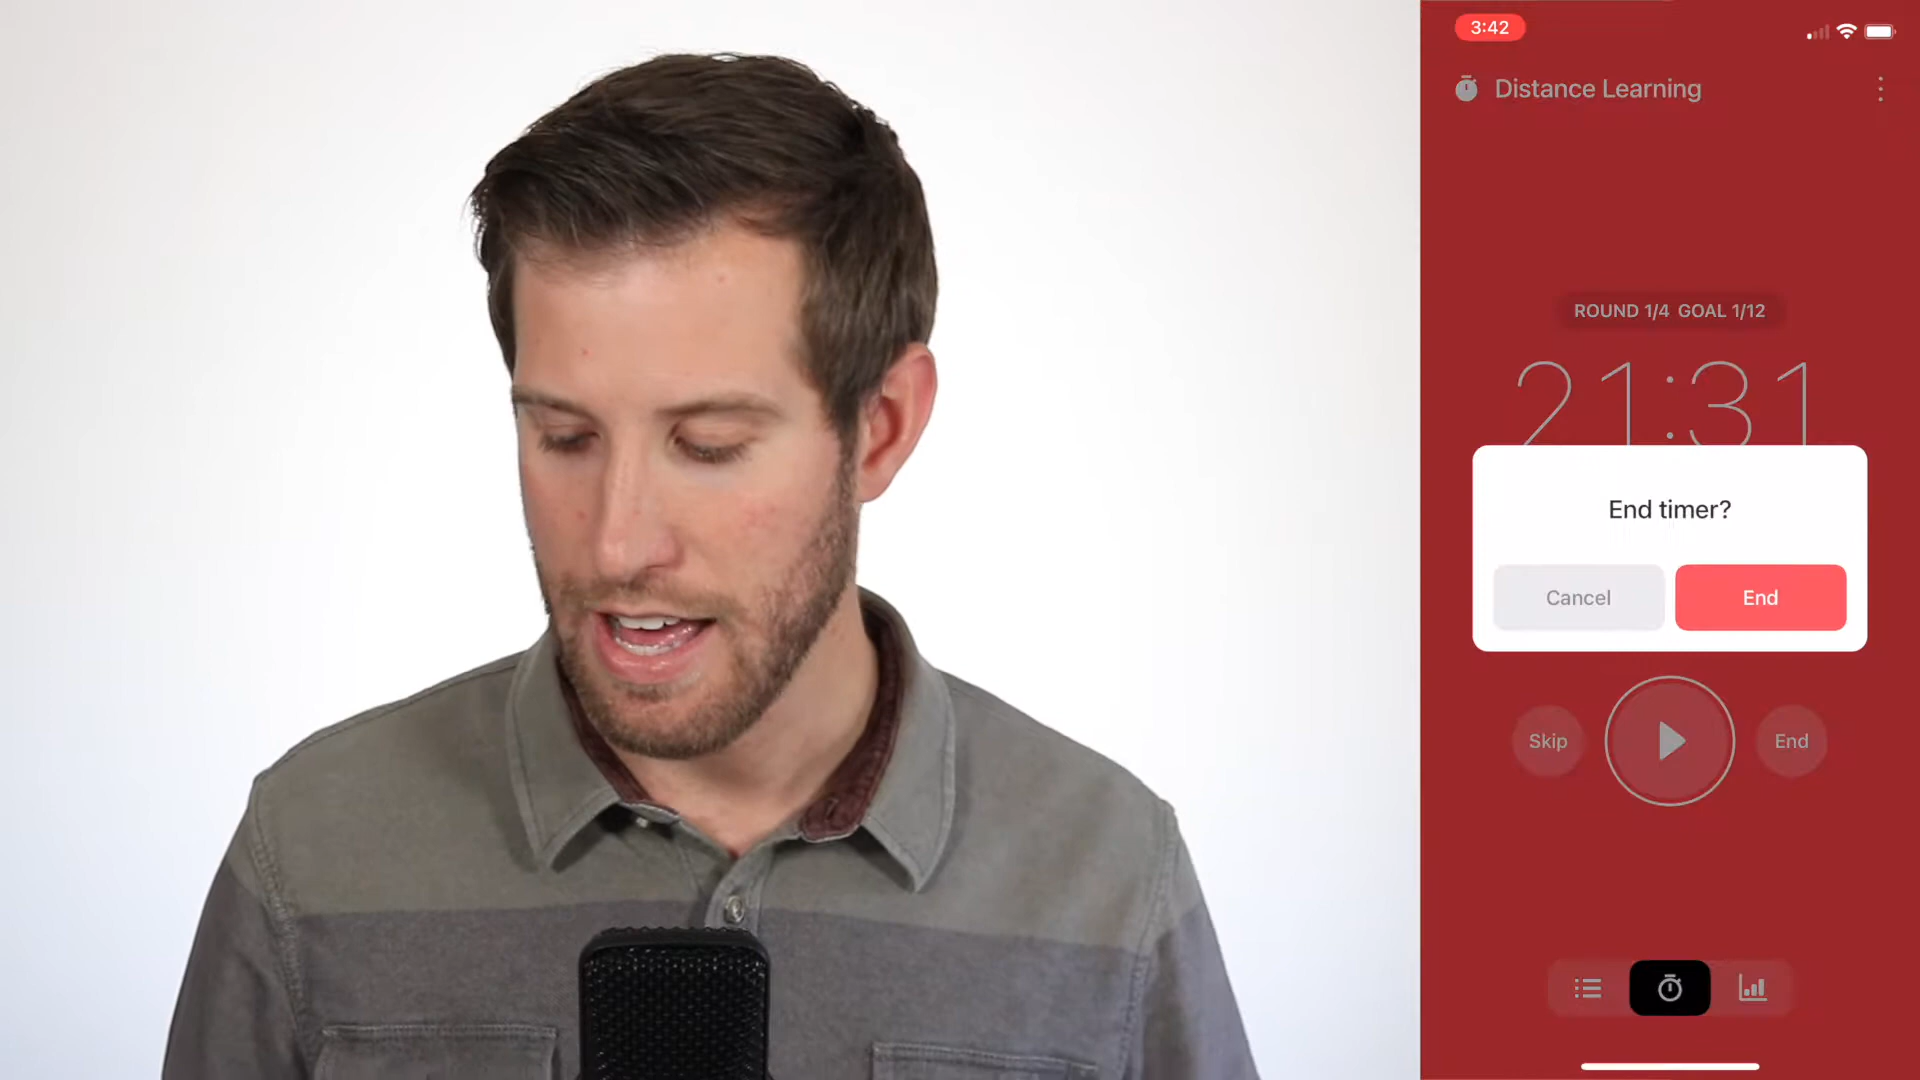 3:42
Distance Learning
ROUND 1/4 GOAL 1/12
21:31
End timer?
Cancel
End
Skip
End